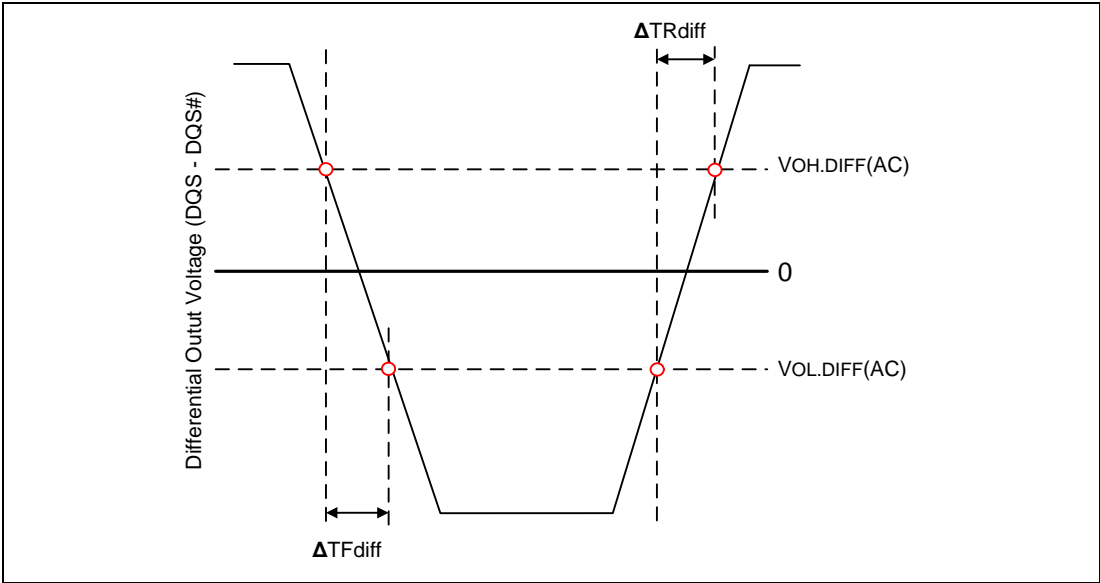 ΔTRdiff
Differential Outut Voltage (DQS - DQS#)
VOH.DIFF(AC)
0
VOL.DIFF(AC)
ΔTFdiff